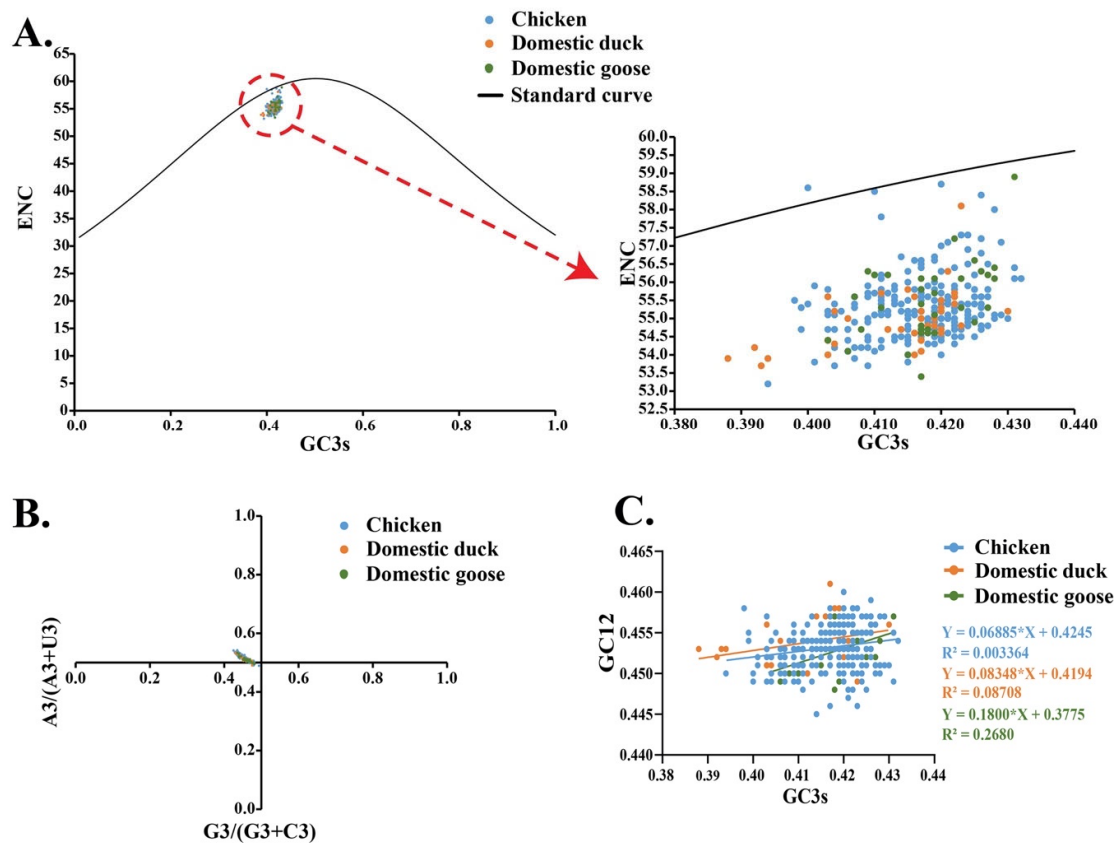 A.
Chicken
Domestic duck
Domestic goose
Standard curve
65
60
55
50
45
40
35
30
25
20
15
10
5
0
ENC
0.0 0.2 0.4 0.6 0.8 1.0
GC3s
60.0
59.5
58.5
58.0
57.0
56.5
56.0
55.5
55.0
54.5
54.0
53.5
53.0
52.5
ENC
0.380 0.390 0.400 0.410 0.420 0.430 0.440
GC3s
B.
Chicken
Domestic duck
Domestic goose
1.0
0.8
0.6
0.4
0.2
0.0
A3/(A3+U3)
0.0 0.2 0.4 0.6 0.8 1.0
G3/(G3+C3)
C.
Chicken
Domestic duck
Domestic goose
Y = 0.06885*X + 0.4245
R² = 0.003364
Y = 0.08348*X + 0.4194
R² = 0.08708
Y = 0.1800*X + 0.3775
R² = 0.2680
0.465
0.460
0.455
0.450
0.445
0.440
GC12
0.38 0.39 0.40 0.41 0.42 0.43 0.44
GC3s